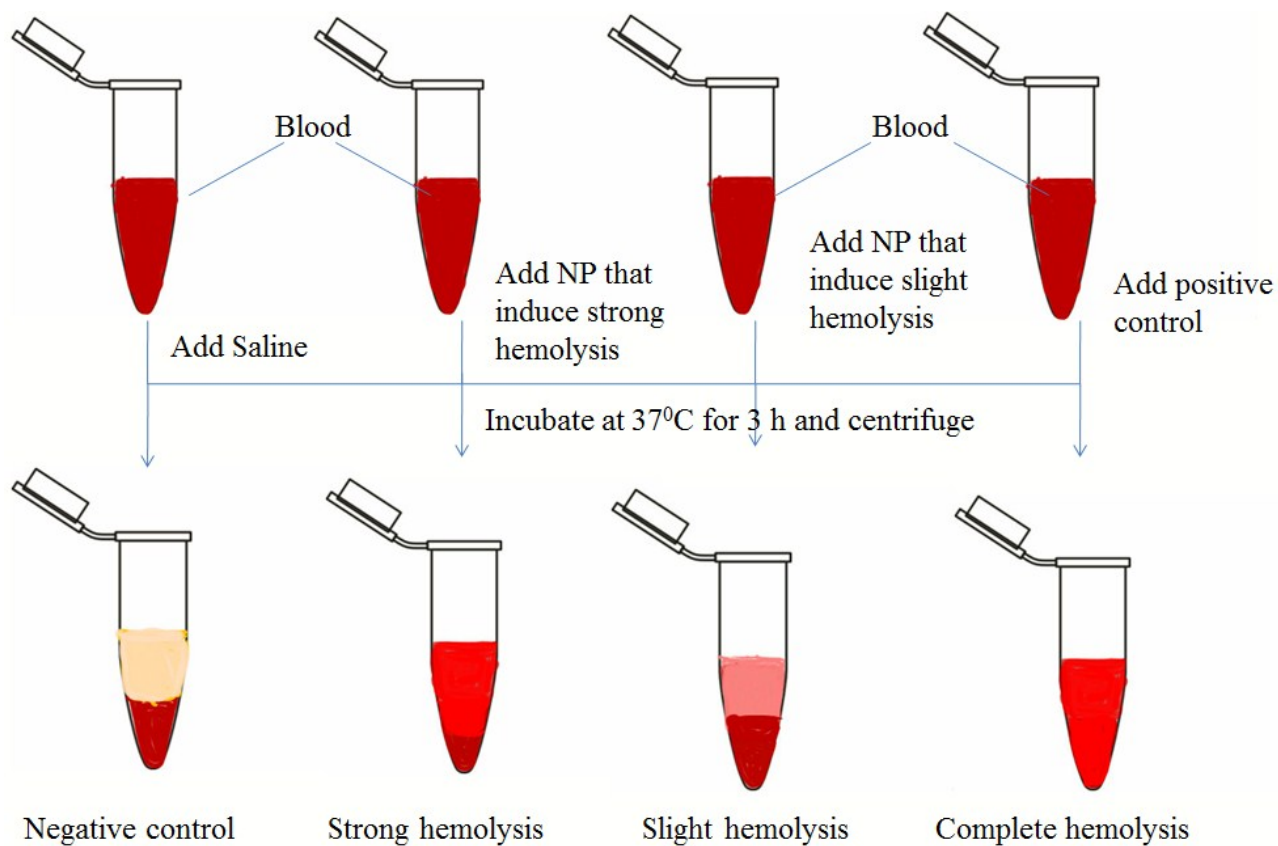 Blood
Blood
Add NP that
induce strong
hemolysis
Add NP that
induce slight
hemolysis
Add positive
control
Add Saline
Incubate at 37⁰C for 3 h and centrifuge
Negative control
Strong hemolysis
Slight hemolysis
Complete hemolysis